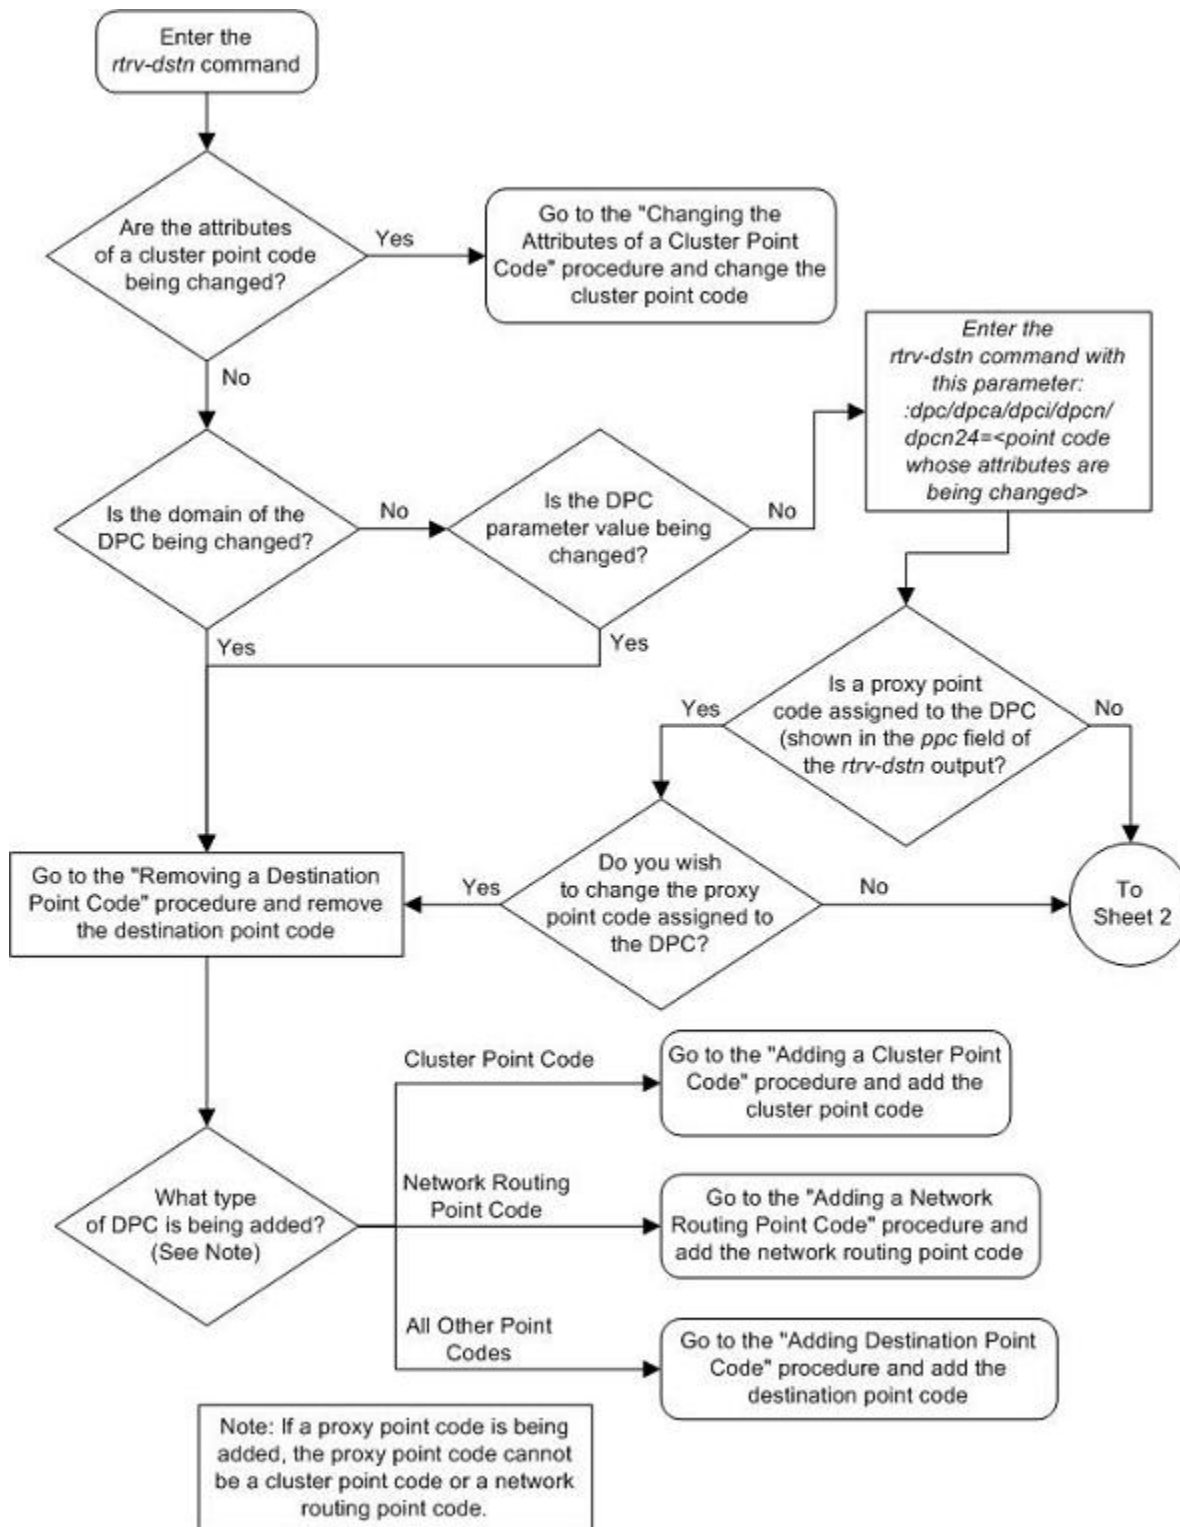 Enter the
rtrv-dstn command
Are the attributes
of a cluster point code
being changed?
Yes
Go to the "Changing the
Attributes of a Cluster Point
Code" procedure and change the
cluster point code
No
Enter the
rtrv-dstn command with
this parameter:
:dpc/dpca/dpci/dpcn/
dpcn24=<point code
whose attributes are
being changed>
Is the domain of the
DPC being changed?
No
Is the DPC
parameter value being
changed?
No
Yes
Yes
Is a proxy point
code assigned to the DPC
(shown in the ppc field of
the rtrv-dstn output?
Yes
No
Go to the "Removing a Destination
Point Code" procedure and remove
the destination point code
Yes
Do you wish
to change the proxy
point code assigned to
the DPC?
No
To
Sheet 2
What type
of DPC is being added?
(See Note)
Cluster Point Code
Go to the "Adding a Cluster Point
Code" procedure and add the
cluster point code
Network Routing
Point Code
Go to the "Adding a Network
Routing Point Code" procedure and
add the network routing point code
All Other Point
Codes
Go to the "Adding Destination Point
Code" procedure and add the
destination point code
Note: If a proxy point code is being
added, the proxy point code cannot
be a cluster point code or a network
routing point code.